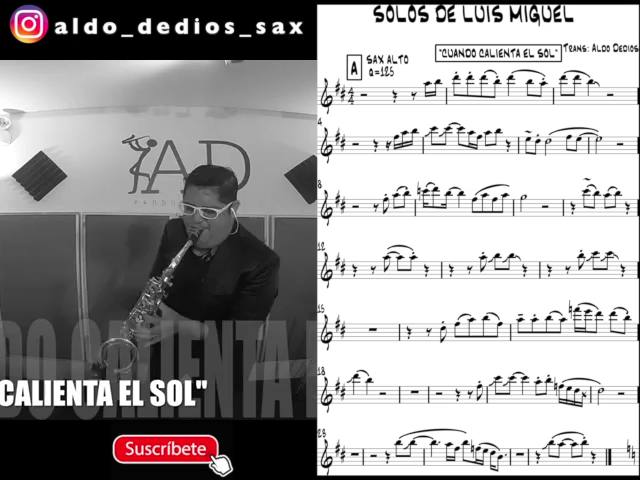 aldo_dedios_sax
SOLOS DE LUIS MIGUEL
"CUANDO CALIENTA EL SOL"
TRANS: ALDO DEDIOS
A
SAX ALTO
=125
4
8
12
15
18
23
AD
CALIENTA EL SOL"
Suscríbete